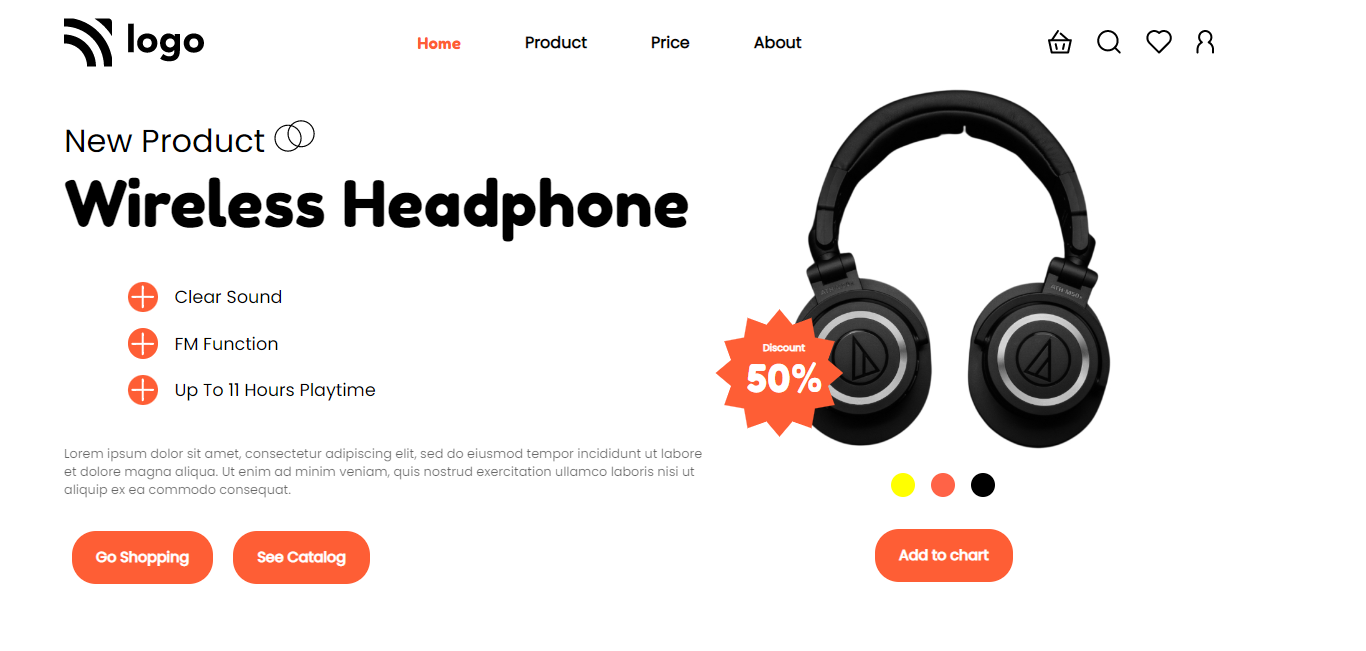 logo
Home
Product
Price
About
New Product
Wireless Headphone
Clear Sound
FM Function
Up To 11 Hours Playtime
Lorem ipsum dolor sit amet, consectetur adipiscing elit, sed do eiusmod tempor incididunt ut labore
et dolore magna aliqua. Ut enim ad minim veniam, quis nostrud exercitation ullamco laboris nisi ut
aliquip ex ea commodo consequat.
Go Shopping
See Catalog
Discount
50%
Add to chart